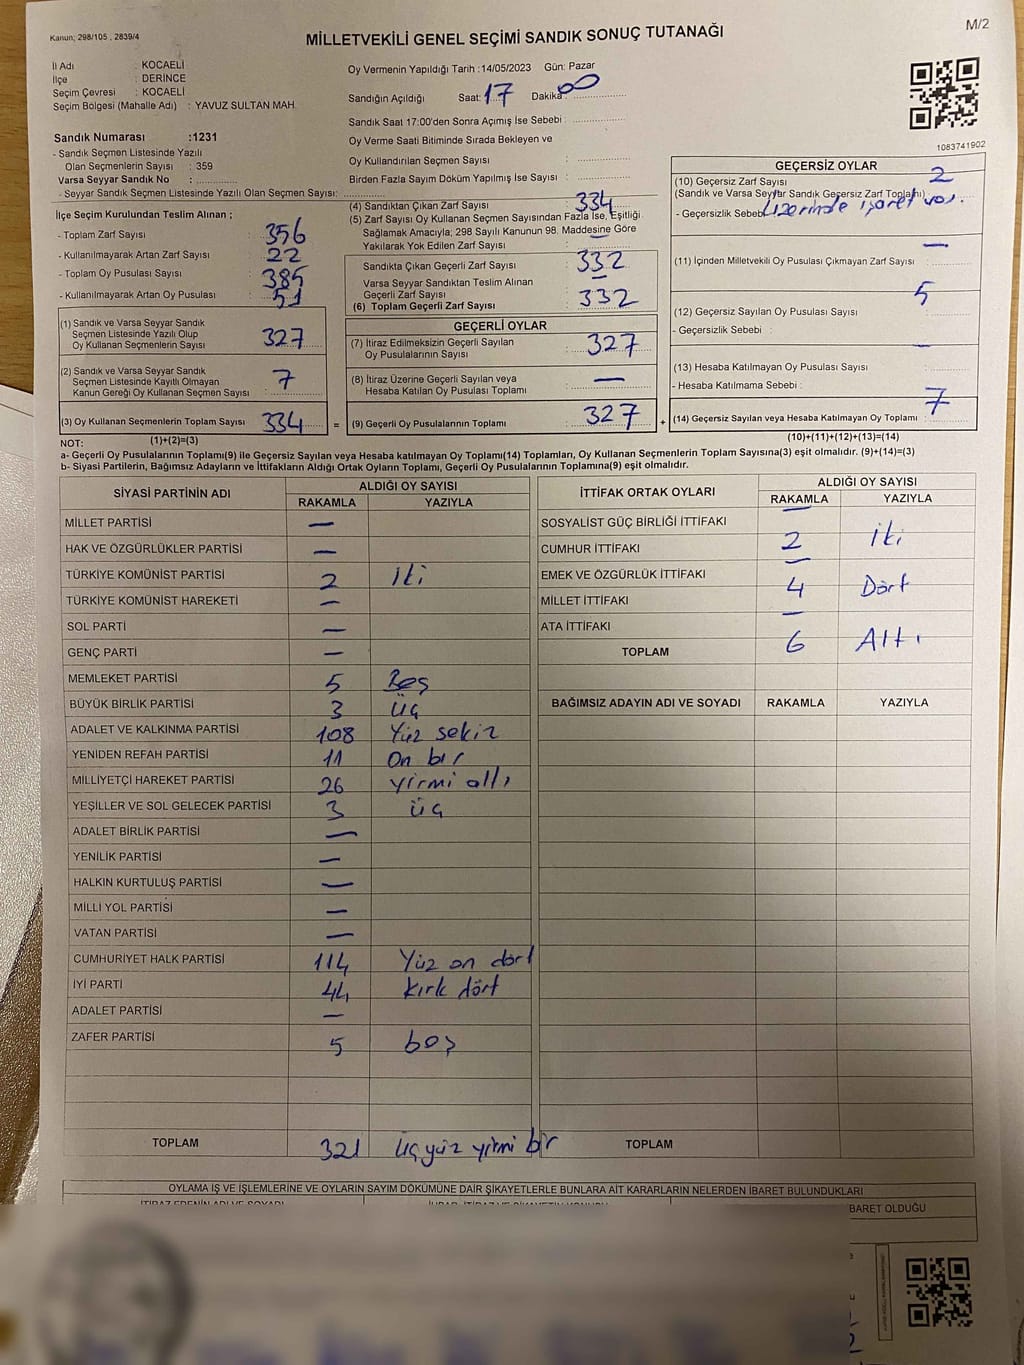 M/2
Kanun; 298/105 , 2839/4
MİLLETVEKİLİ GENEL SEÇİMİ SANDIK SONUÇ TUTANAĞI
İl Adı : KOCAELİ
İlçe : DERİNCE
Seçim Çevresi : KOCAELİ
Seçim Bölgesi (Mahalle Adı) : YAVUZ SULTAN MAH.
Sandık Numarası :1231
- Sandık Seçmen Listesinde Yazılı
Olan Seçmenlerin Sayısı : 359
Varsa Seyyar Sandık No :
- Seyyar Sandık Seçmen Listesinde Yazılı Olan Seçmen Sayısı:
Oy Vermenin Yapıldığı Tarih :14/05/2023 Gün: Pazar
Sandığın Açıldığı Saat: 17 Dakika 00
Sandık Saat 17:00'den Sonra Açımış İse Sebebi :
Oy Verme Saati Bitiminde Sırada Bekleyen ve
Oy Kullandırılan Seçmen Sayısı :
Birden Fazla Sayım Döküm Yapılmış İse Sayısı :
1083741902
İlçe Seçim Kurulundan Teslim Alınan ;
- Toplam Zarf Sayısı : 356
- Kullanılmayarak Artan Zarf Sayısı : 22
- Toplam Oy Pusulası Sayısı : 385
- Kullanılmayarak Artan Oy Pusulası : 51
(1) Sandık ve Varsa Seyyar Sandık
Seçmen Listesinde Yazılı Olup
Oy Kullanan Seçmenlerin Sayısı : 327
(2) Sandık ve Varsa Seyyar Sandık
Seçmen Listesinde Kayıtlı Olmayan
Kanun Gereği Oy Kullanan Seçmen Sayısı : 7
(3) Oy Kullanan Seçmenlerin Toplam Sayısı : 334 =
(4) Sandıktan Çıkan Zarf Sayısı : 334
(5) Zarf Sayısı Oy Kullanan Seçmen Sayısından Fazla İse, Eşitliği
Sağlamak Amacıyla; 298 Sayılı Kanunun 98. Maddesine Göre
Yakılarak Yok Edilen Zarf Sayısı : —
Sandıkta Çıkan Geçerli Zarf Sayısı : 332
Varsa Seyyar Sandıktan Teslim Alınan
Geçerli Zarf Sayısı : —
(6) Toplam Geçerli Zarf Sayısı : 332
GEÇERLİ OYLAR
(7) İtiraz Edilmeksizin Geçerli Sayılan
Oy Pusulalarının Sayısı : 327
(8) İtiraz Üzerine Geçerli Sayılan veya
Hesaba Katılan Oy Pusulası Toplamı : —
(9) Geçerli Oy Pusulalarının Toplamı : 327 +
GEÇERSİZ OYLAR
(10) Geçersiz Zarf Sayısı 2
(Sandık ve Varsa Seyyar Sandık Geçersiz Zarf Toplamı)
- Geçersizlik Sebebi Üzerinde işaret var.
(11) İçinden Milletvekili Oy Pusulası Çıkmayan Zarf Sayısı : —
(12) Geçersiz Oy Pusulası Sayısı : 5
- Geçersizlik Sebebi :
(13) Hesaba Katılmayan Oy Pusulası Sayısı : —
- Hesaba Katılmama Sebebi :
(14) Geçersiz Sayılan veya Hesaba Katılmayan Oy Toplamı : 7
NOT: (1)+(2)=(3) (10)+(11)+(12)+(13)=(14)
a- Geçerli Oy Pusulalarının Toplamı(9) ile Geçersiz Sayılan veya Hesaba katılmayan Oy Toplamı(14) Toplamları, Oy Kullanan Seçmenlerin Toplam Sayısına(3) eşit olmalıdır. (9)+(14)=(3)
b- Siyasi Partilerin, Bağımsız Adayların ve İttifakların Aldığı Ortak Oyların Toplamı, Geçerli Oy Pusulalarının Toplamına(9) eşit olmalıdır.
SİYASİ PARTİNİN ADI ALDIĞI OY SAYISI
RAKAMLA YAZIYLA
MİLLET PARTİSİ —
HAK VE ÖZGÜRLÜKLER PARTİSİ —
TÜRKİYE KOMÜNİST PARTİSİ 2 iki
TÜRKİYE KOMÜNİST HAREKETİ —
SOL PARTİ —
GENÇ PARTİ —
MEMLEKET PARTİSİ 5 Beş
BÜYÜK BİRLİK PARTİSİ 3 üç
ADALET VE KALKINMA PARTİSİ 108 Yüz sekiz
YENİDEN REFAH PARTİSİ 11 On bir
MİLLİYETÇİ HAREKET PARTİSİ 26 yirmi altı
YEŞİLLER VE SOL GELECEK PARTİSİ 3 üç
ADALET BİRLİK PARTİSİ —
YENİLİK PARTİSİ —
HALKIN KURTULUŞ PARTİSİ —
MİLLİ YOL PARTİSİ —
VATAN PARTİSİ —
CUMHURİYET HALK PARTİSİ 114 Yüz on dört
İYİ PARTİ 44 kırk dört
ADALET PARTİSİ —
ZAFER PARTİSİ 5 beş
TOPLAM 321 üçyüz yirmi bir
İTTİFAK ORTAK OYLARI ALDIĞI OY SAYISI
RAKAMLA YAZIYLA
SOSYALİST GÜÇ BİRLİĞİ İTTİFAKI —
CUMHUR İTTİFAKI 2 iki
EMEK VE ÖZGÜRLÜK İTTİFAKI —
MİLLET İTTİFAKI 4 Dört
ATA İTTİFAKI —
TOPLAM 6 Altı
BAĞIMSIZ ADAYIN ADI VE SOYADI RAKAMLA YAZIYLA
TOPLAM
OYLAMA İŞ VE İŞLEMLERİNE VE OYLARIN SAYIM DÖKÜMÜNE DAİR ŞİKAYETLERLE BUNLARA AİT KARARLARIN NELERDEN İBARET BULUNDUKLARI
İTİRAZ EDENİN ADI VE SOYADI
BARET OLDUĞU